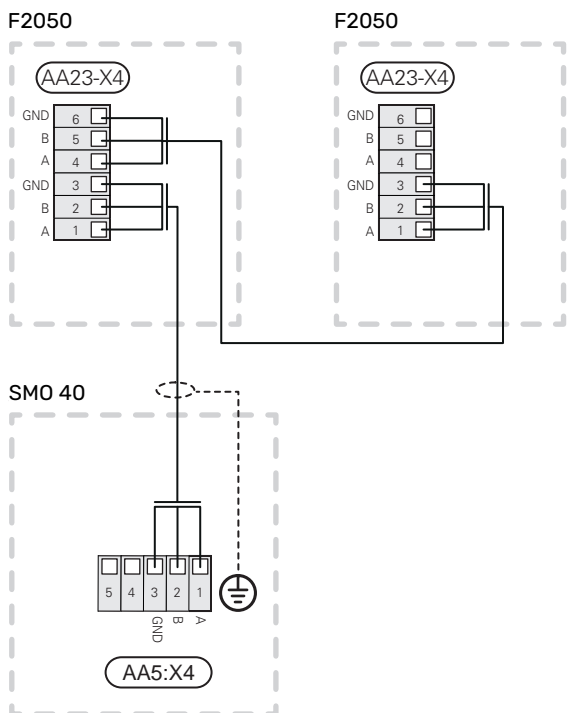 F2050
AA23-X4
GND 6
B 5
A 4
GND 3
B 2
A 1
F2050
AA23-X4
GND 6
B 5
A 4
GND 3
B 2
A 1
SMO 40
5 4 3 2 1
GND B A
AA5:X4